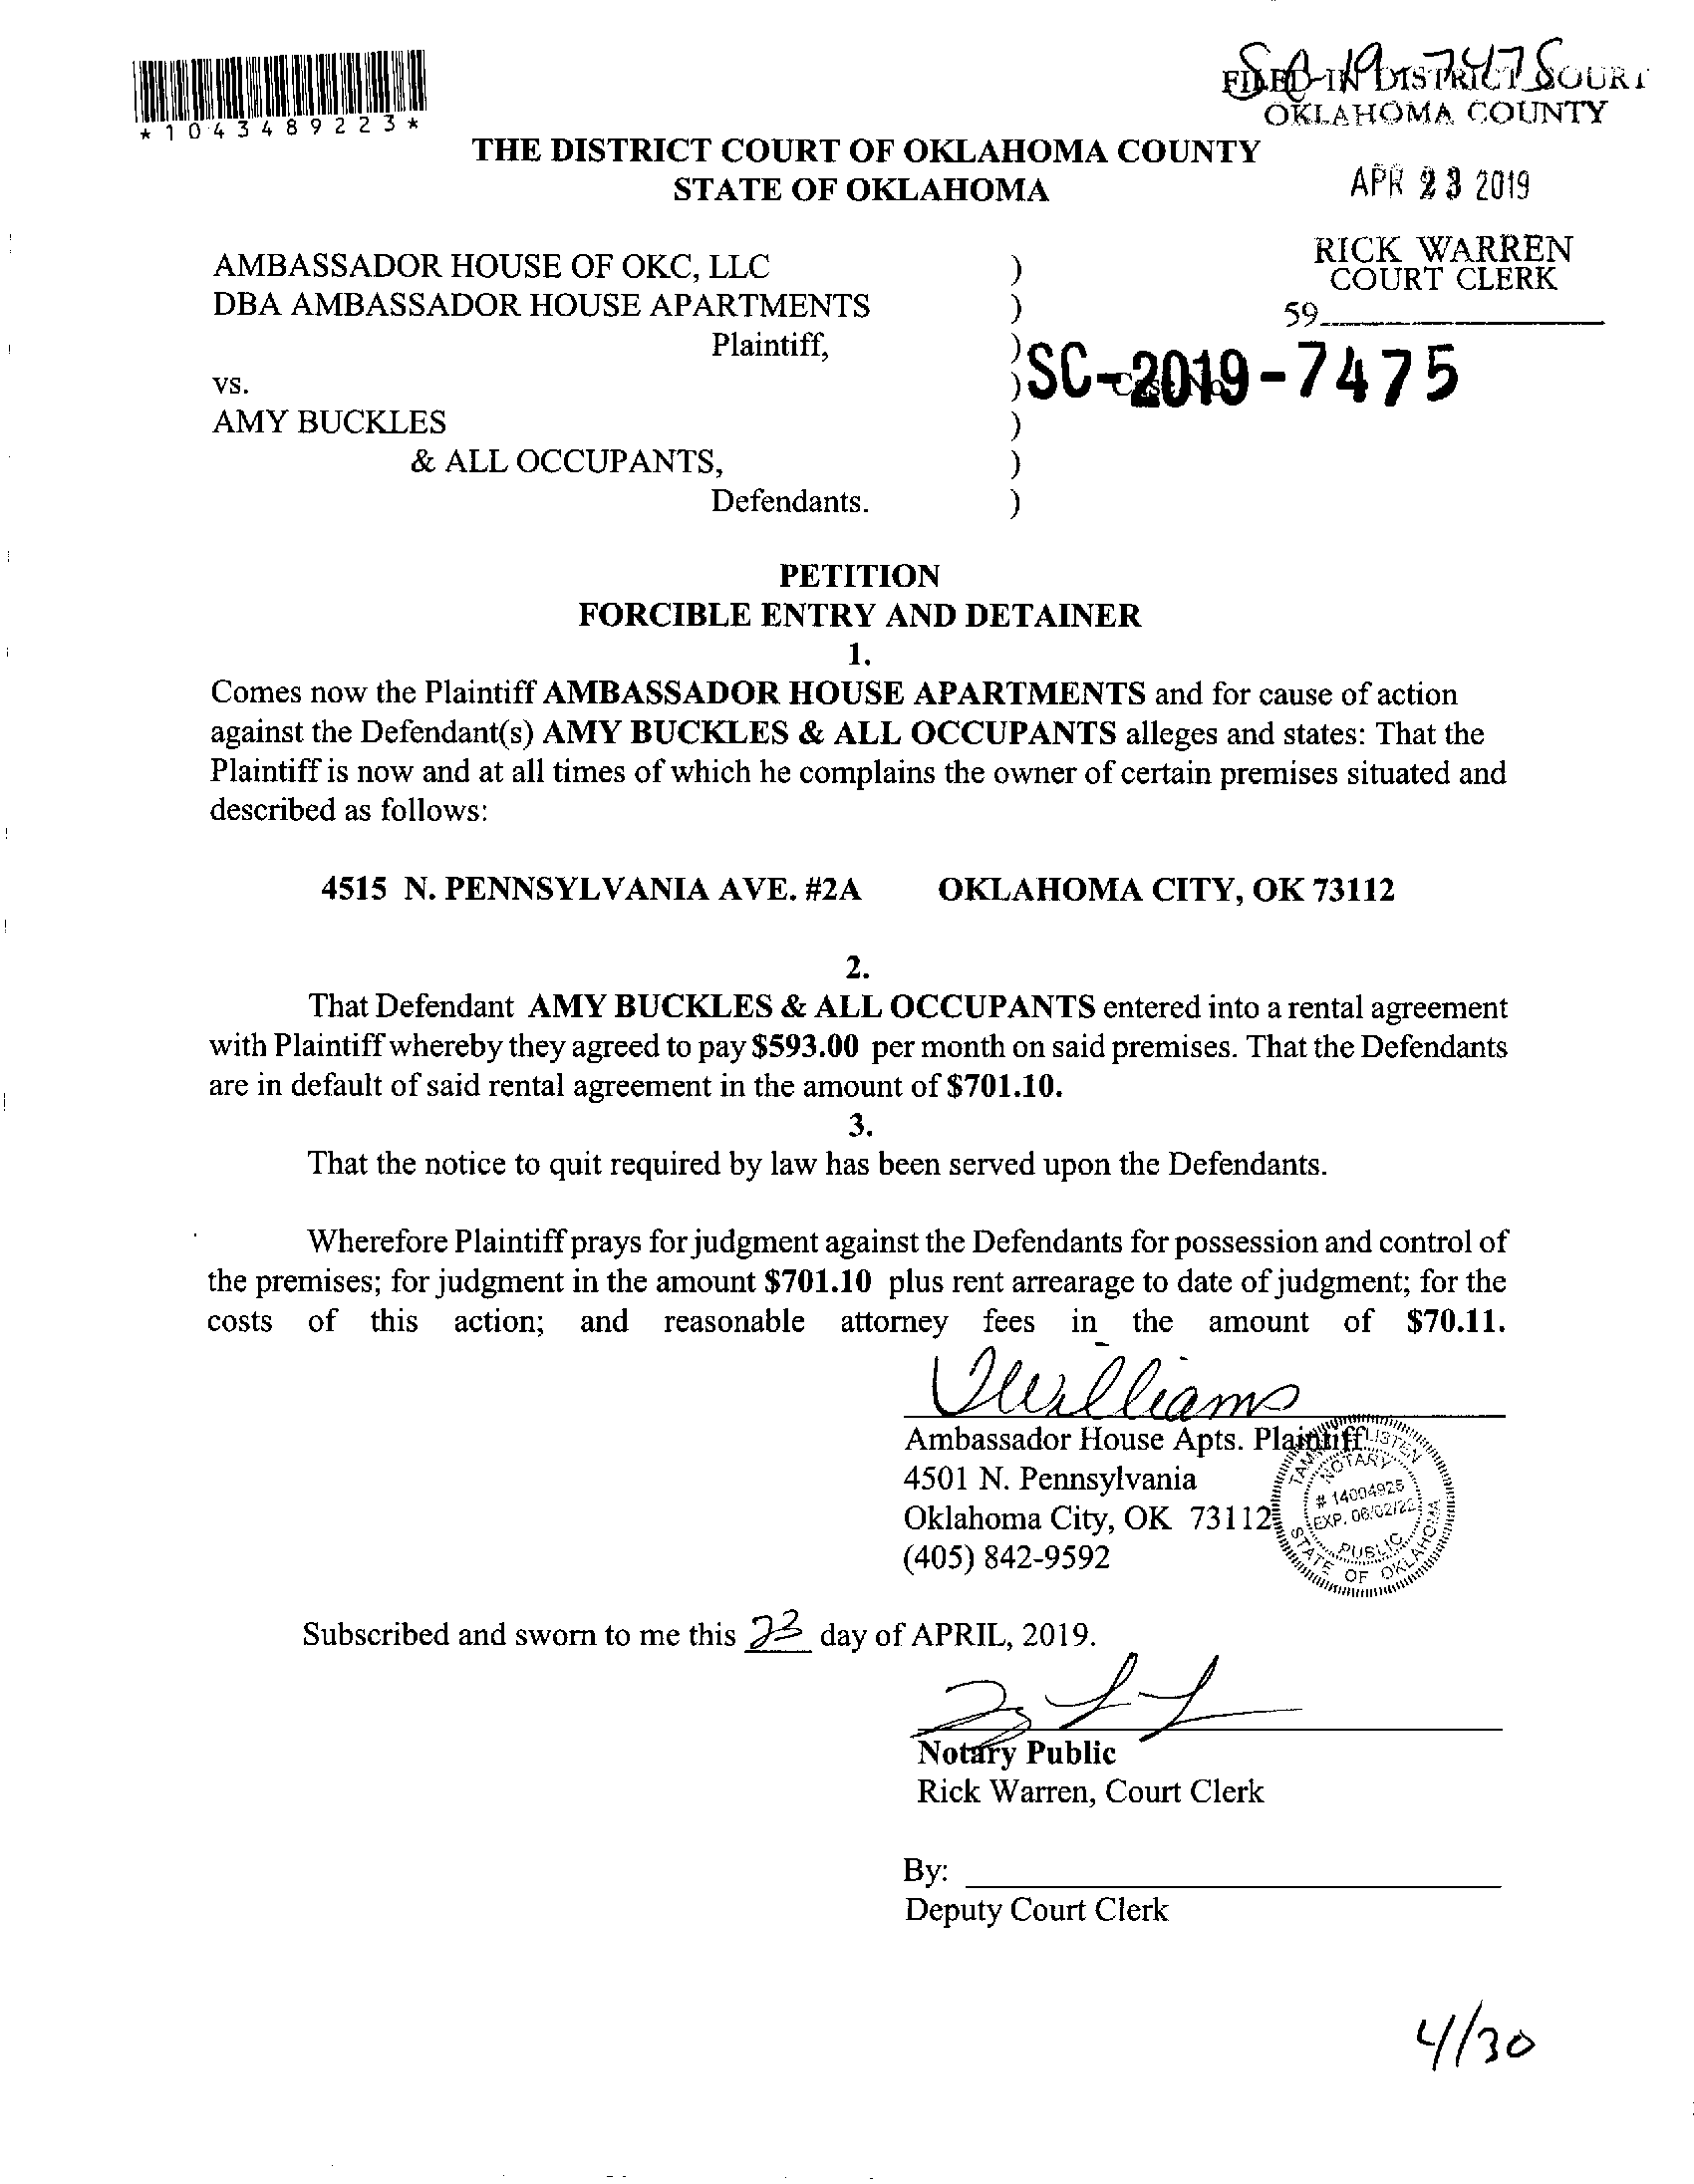 SC-19-7475
FILED IN DISTRICT COURT
OKLAHOMA COUNTY
*1043489223*
THE DISTRICT COURT OF OKLAHOMA COUNTY
STATE OF OKLAHOMA
APR 23 2019
RICK WARREN
COURT CLERK
59
AMBASSADOR HOUSE OF OKC, LLC )
DBA AMBASSADOR HOUSE APARTMENTS )
Plaintiff, )
vs. ) Case No. SC-2019-7475
AMY BUCKLES )
& ALL OCCUPANTS, )
Defendants. )
PETITION
FORCIBLE ENTRY AND DETAINER
1.
Comes now the Plaintiff AMBASSADOR HOUSE APARTMENTS and for cause of action
against the Defendant(s) AMY BUCKLES & ALL OCCUPANTS alleges and states: That the
Plaintiff is now and at all times of which he complains the owner of certain premises situated and
described as follows:
4515 N. PENNSYLVANIA AVE. #2A OKLAHOMA CITY, OK 73112
2.
That Defendant AMY BUCKLES & ALL OCCUPANTS entered into a rental agreement
with Plaintiff whereby they agreed to pay $593.00 per month on said premises. That the Defendants
are in default of said rental agreement in the amount of $701.10.
3.
That the notice to quit required by law has been served upon the Defendants.
Wherefore Plaintiff prays for judgment against the Defendants for possession and control of
the premises; for judgment in the amount $701.10 plus rent arrearage to date of judgment; for the
costs of this action; and reasonable attorney fees in the amount of $70.11.
Williams
Ambassador House Apts. Plaintiff
4501 N. Pennsylvania
Oklahoma City, OK 73112
(405) 842-9592
NOTARY
# 14004925
EXP. 06/02/22
PUBLIC
STATE OF OKLAHOMA
Subscribed and sworn to me this 23 day of APRIL, 2019.
Notary Public
Rick Warren, Court Clerk
By:
Deputy Court Clerk
4/30